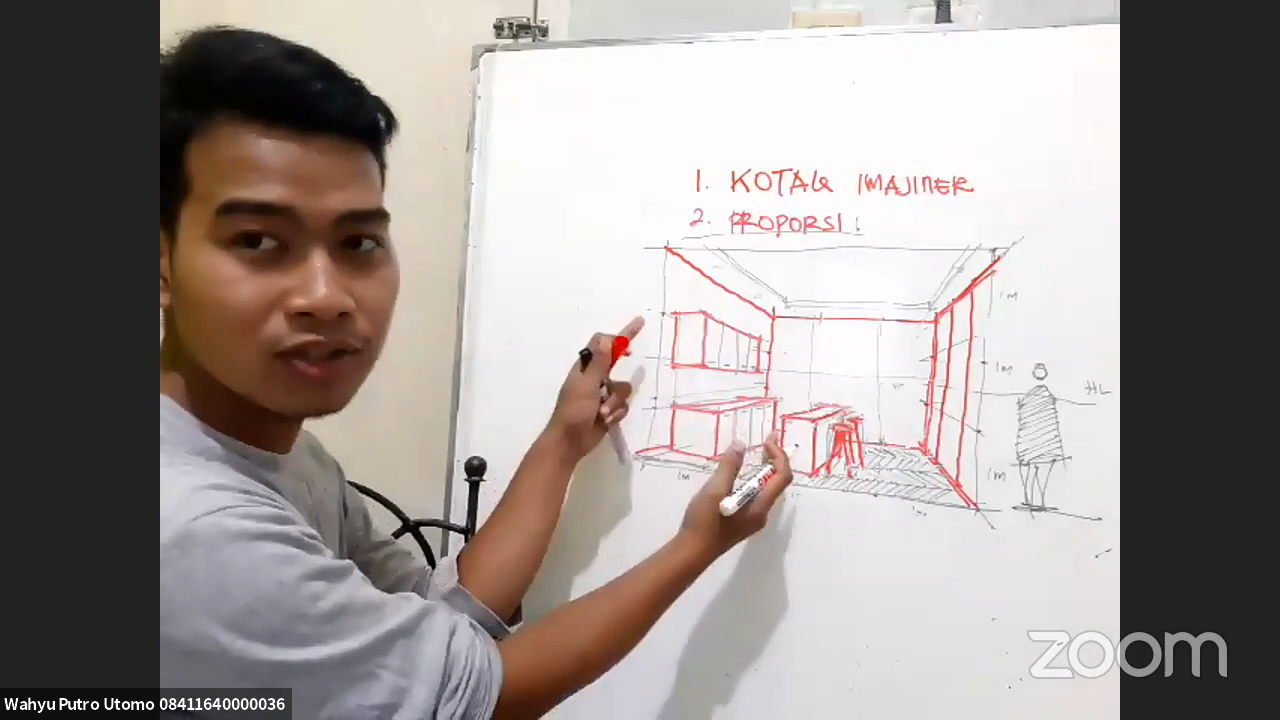 1. KOTAK IMAJINER
2. PROPORSI :
1M
1M
HL
1M
1M
zoom
Wahyu Putro Utomo 08411640000036